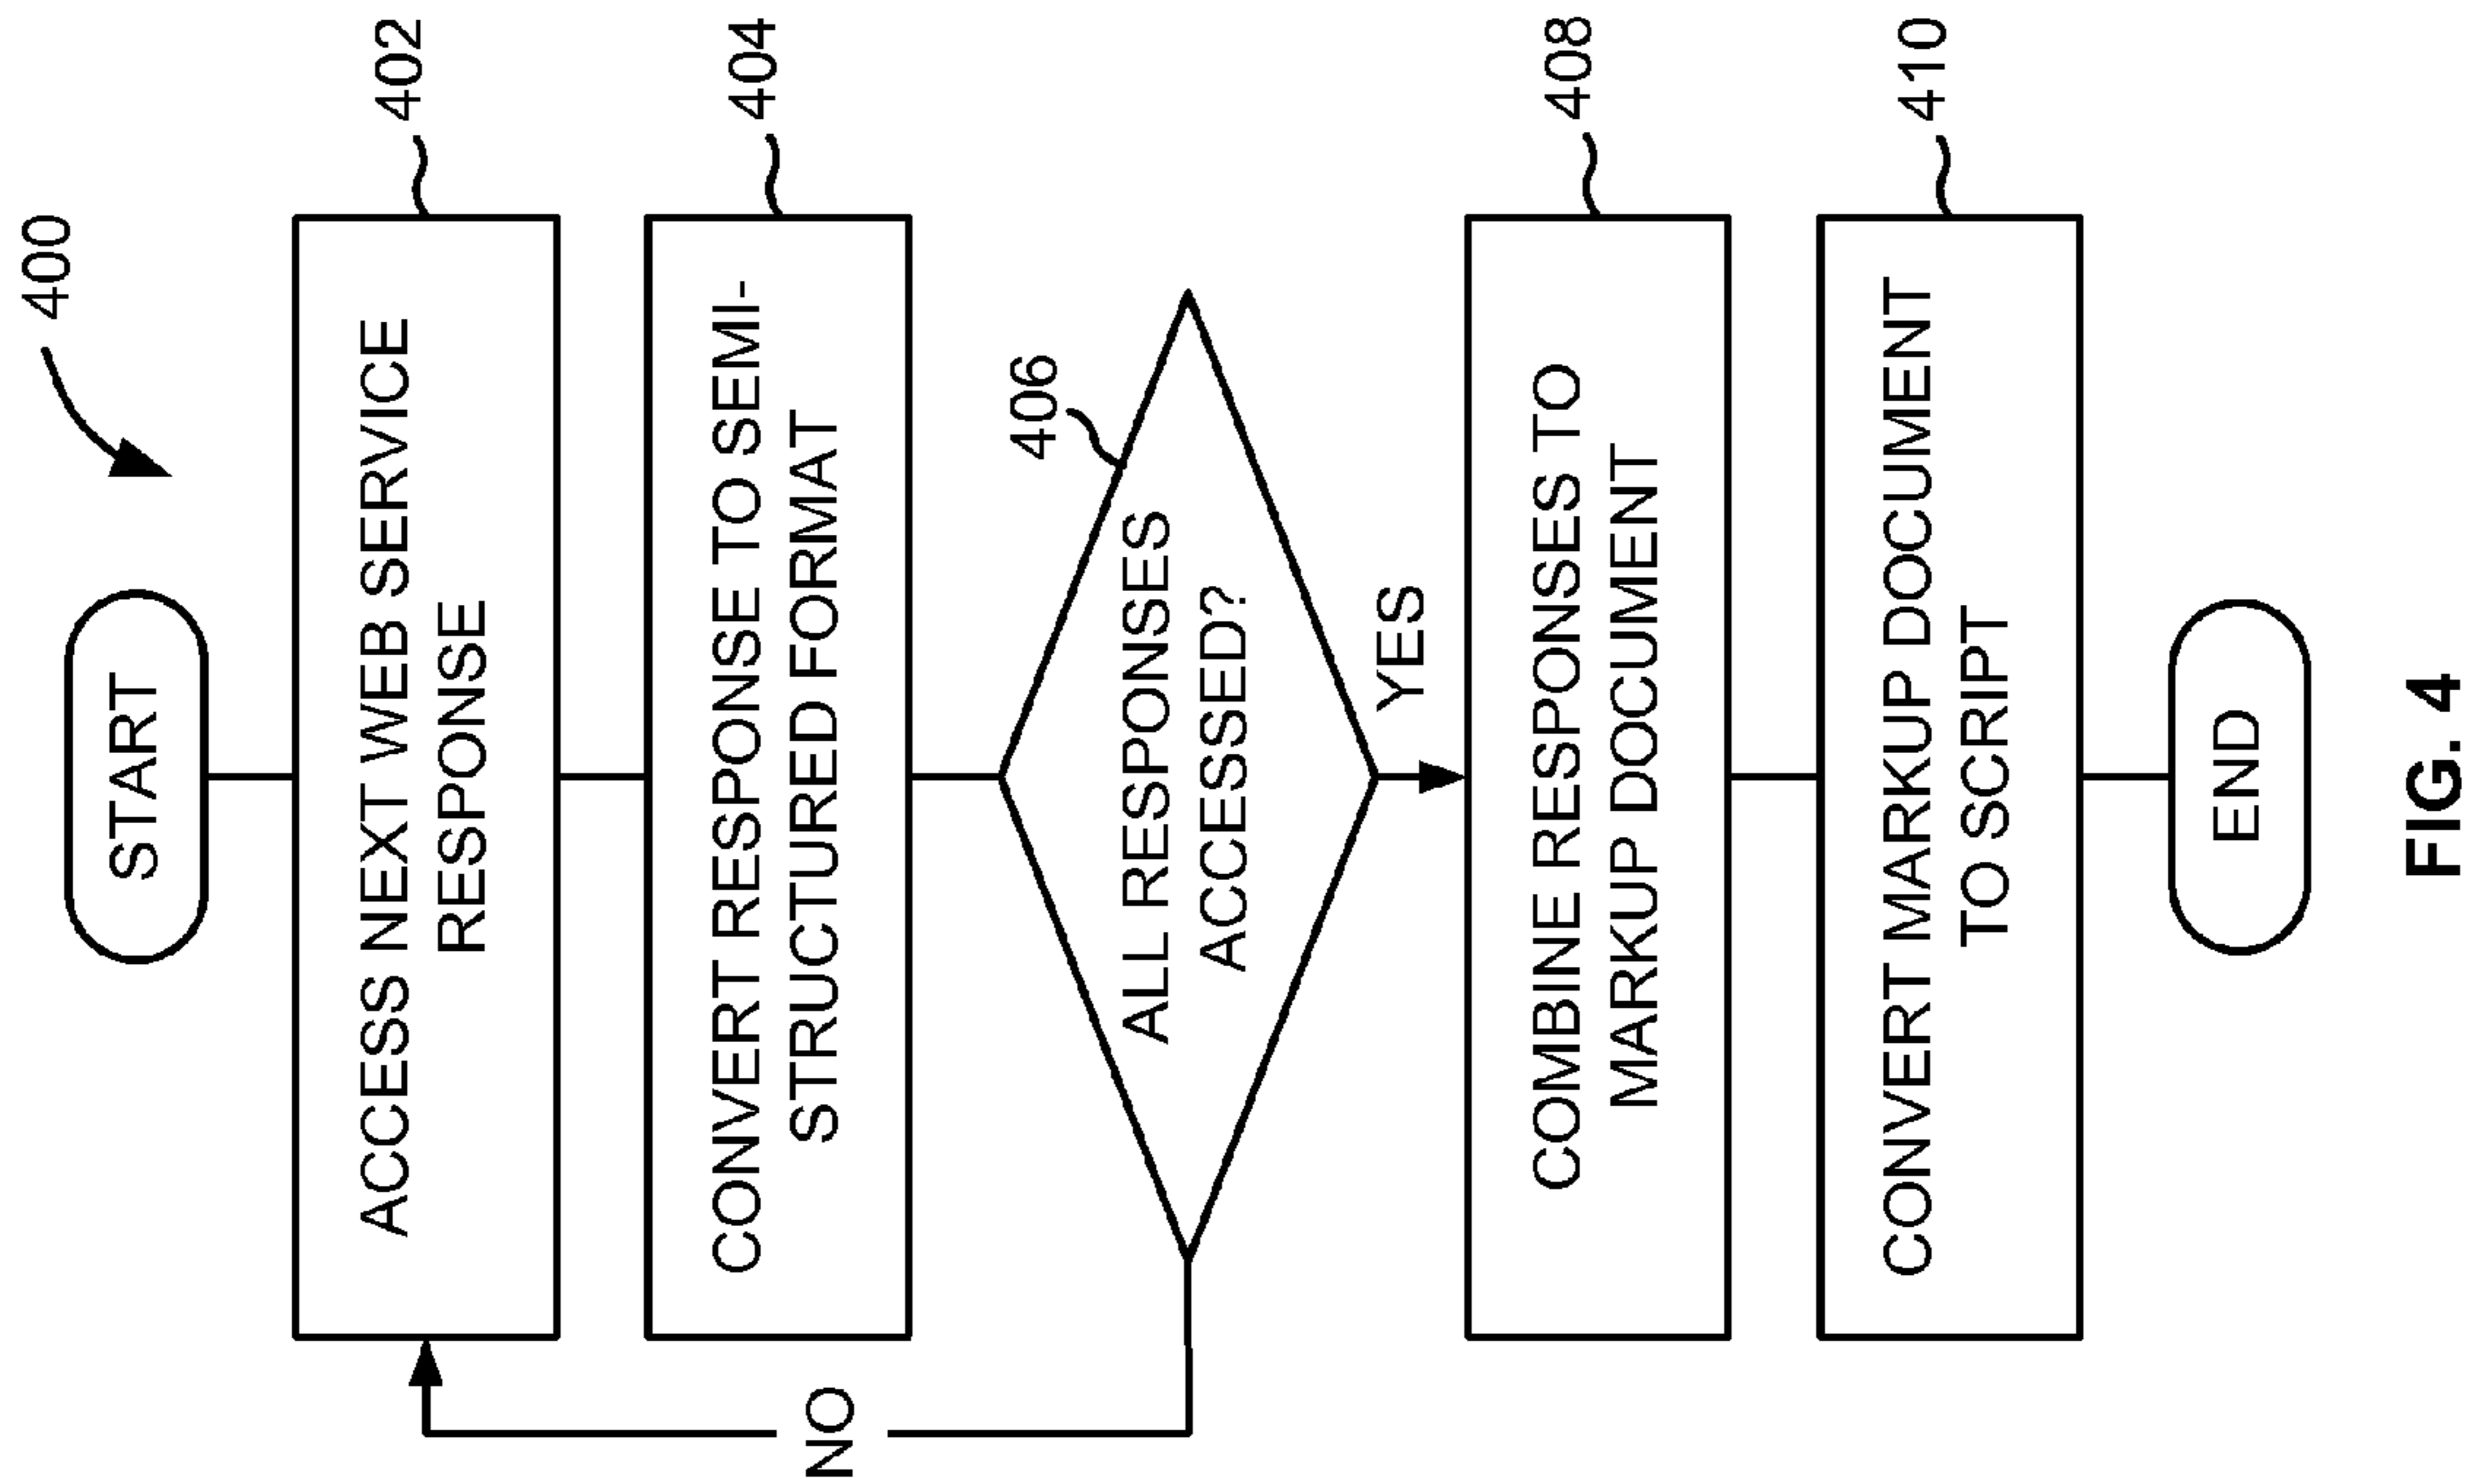 400
START
ACCESS NEXT WEB SERVICE
RESPONSE
402
CONVERT RESPONSE TO SEMI-
STRUCTURED FORMAT
404
406
ALL RESPONSES
ACCESSED?
NO
YES
COMBINE RESPONSES TO
MARKUP DOCUMENT
408
CONVERT MARKUP DOCUMENT
TO SCRIPT
410
END
FIG. 4